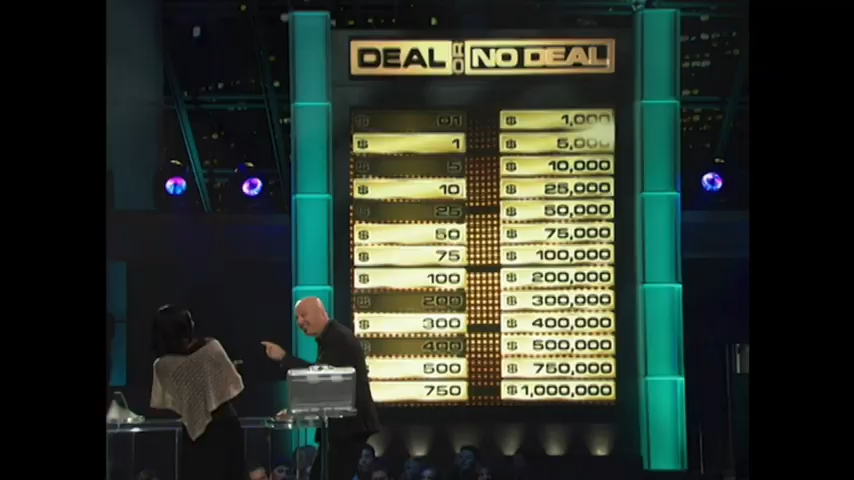 DEAL OR NO DEAL
$ .01 $ 1,000
$ 1 $ 5,000
$ 5 $ 10,000
$ 10 $ 25,000
$ 25 $ 50,000
$ 50 $ 75,000
$ 75 $ 100,000
$ 100 $ 200,000
$ 200 $ 300,000
$ 300 $ 400,000
$ 400 $ 500,000
$ 500 $ 750,000
$ 750 $ 1,000,000